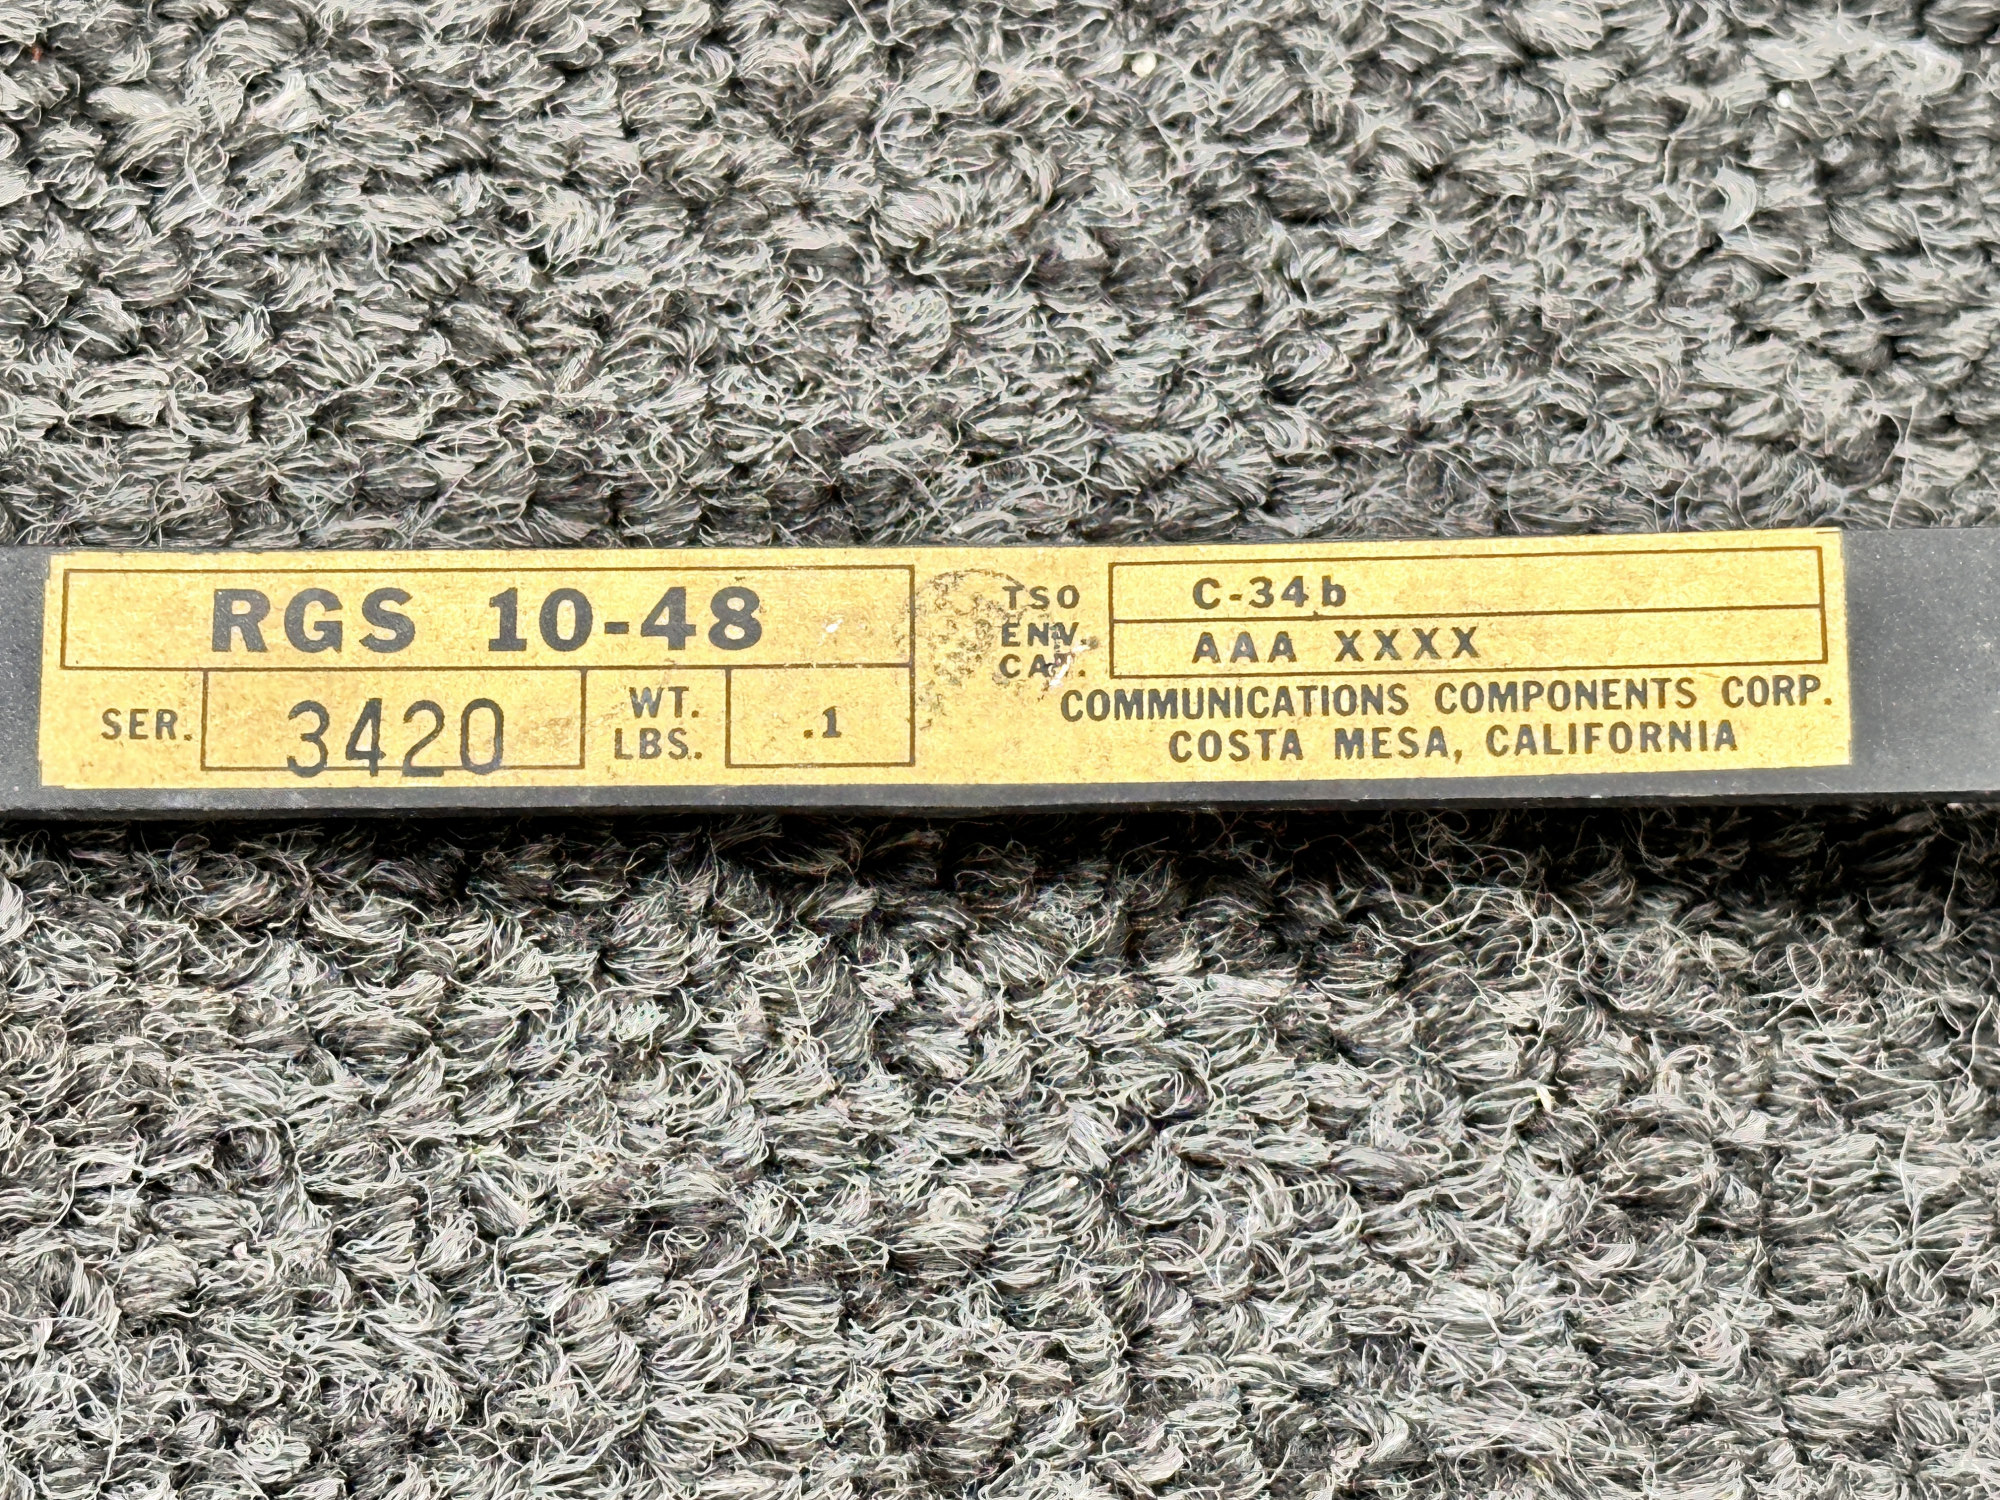 RGS 10-48
SER. 3420 WT. LBS. .1
TSO C-34b
ENV. CAT. AAA XXXX
COMMUNICATIONS COMPONENTS CORP.
COSTA MESA, CALIFORNIA